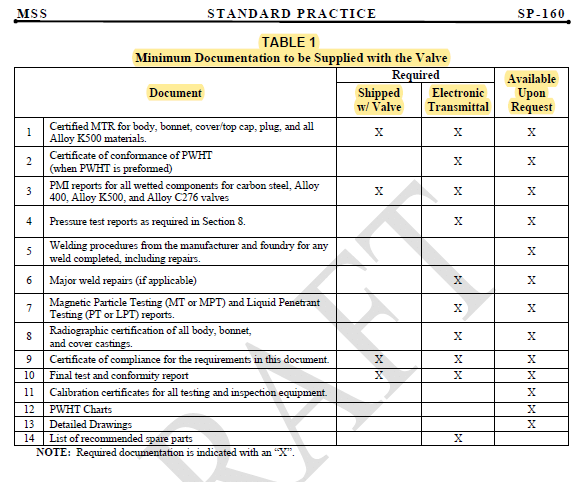 MSS STANDARD PRACTICE SP-160
TABLE 1
Minimum Documentation to be Supplied with the Valve
Document
Required
Shipped
w/ Valve
Electronic
Transmittal
Available
Upon
Request
1 Certified MTR for body, bonnet, cover/top cap, plug, and all
Alloy K500 materials. X X X
2 Certificate of conformance of PWHT
(when PWHT is preformed) X X
3 PMI reports for all wetted components for carbon steel, Alloy
400, Alloy K500, and Alloy C276 valves X X X
4 Pressure test reports as required in Section 8. X X
5 Welding procedures from the manufacturer and foundry for any
weld completed, including repairs. X
6 Major weld repairs (if applicable) X X
7 Magnetic Particle Testing (MT or MPT) and Liquid Penetrant
Testing (PT or LPT) reports. X X
8 Radiographic certification of all body, bonnet,
and cover castings. X X
9 Certificate of compliance for the requirements in this document. X X X
10 Final test and conformity report X X X
11 Calibration certificates for all testing and inspection equipment. X
12 PWHT Charts X
13 Detailed Drawings X
14 List of recommended spare parts X
NOTE: Required documentation is indicated with an “X”.
RAFT